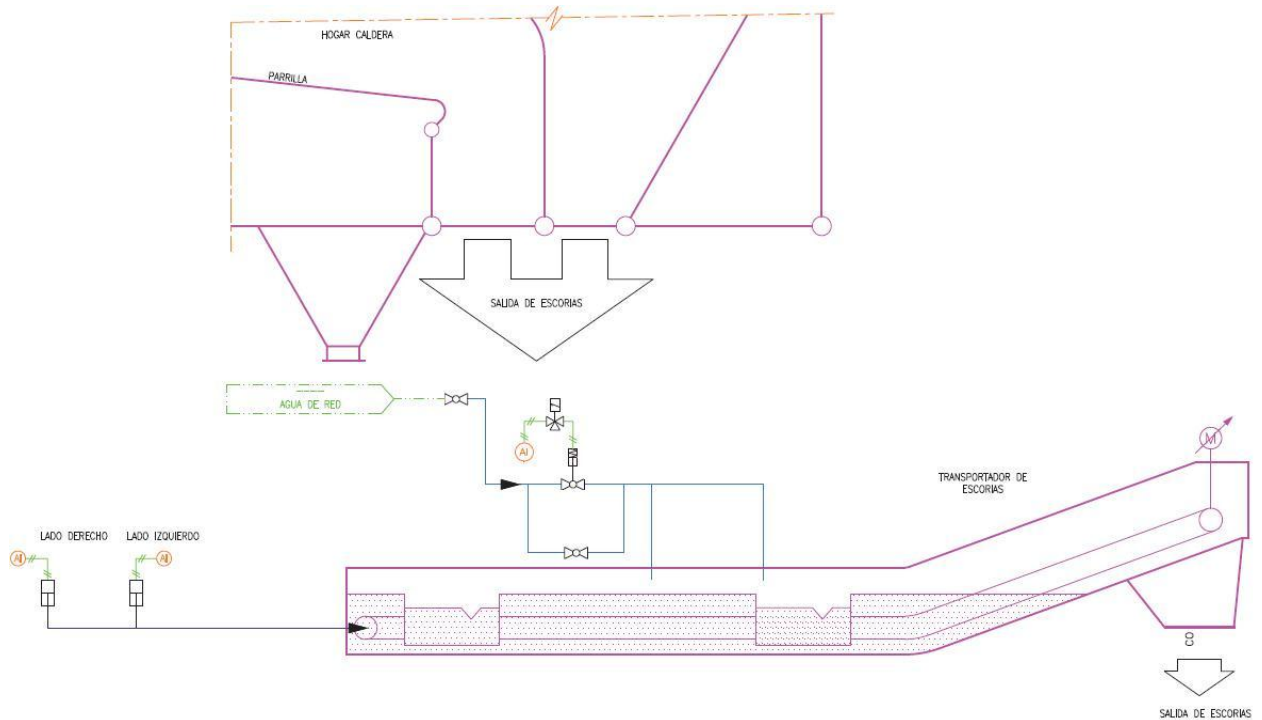 HOGAR CALDERA
PARRILLA
SALIDA DE ESCORIAS
AGUA DE RED
AI
M
TRANSPORTADOR DE
ESCORIAS
LADO DERECHO
LADO IZQUIERDO
AI
AI
CO
SALIDA DE ESCORIAS